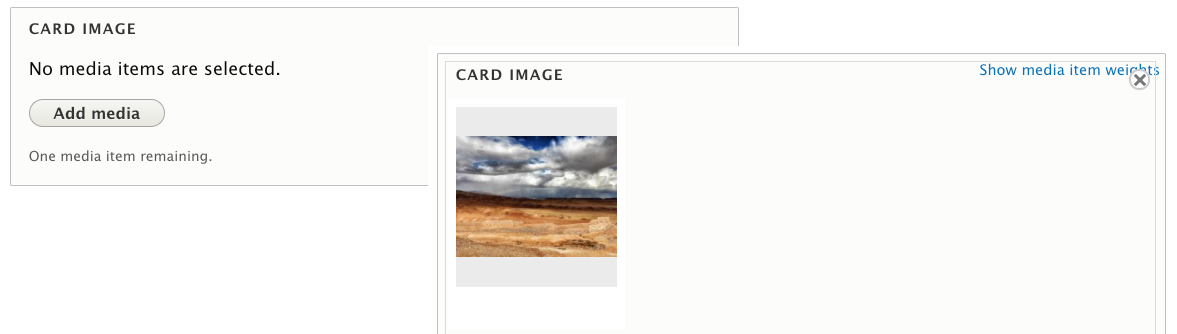 CARD IMAGE
No media items are selected.
Add media
One media item remaining.
CARD IMAGE
Show media item weights